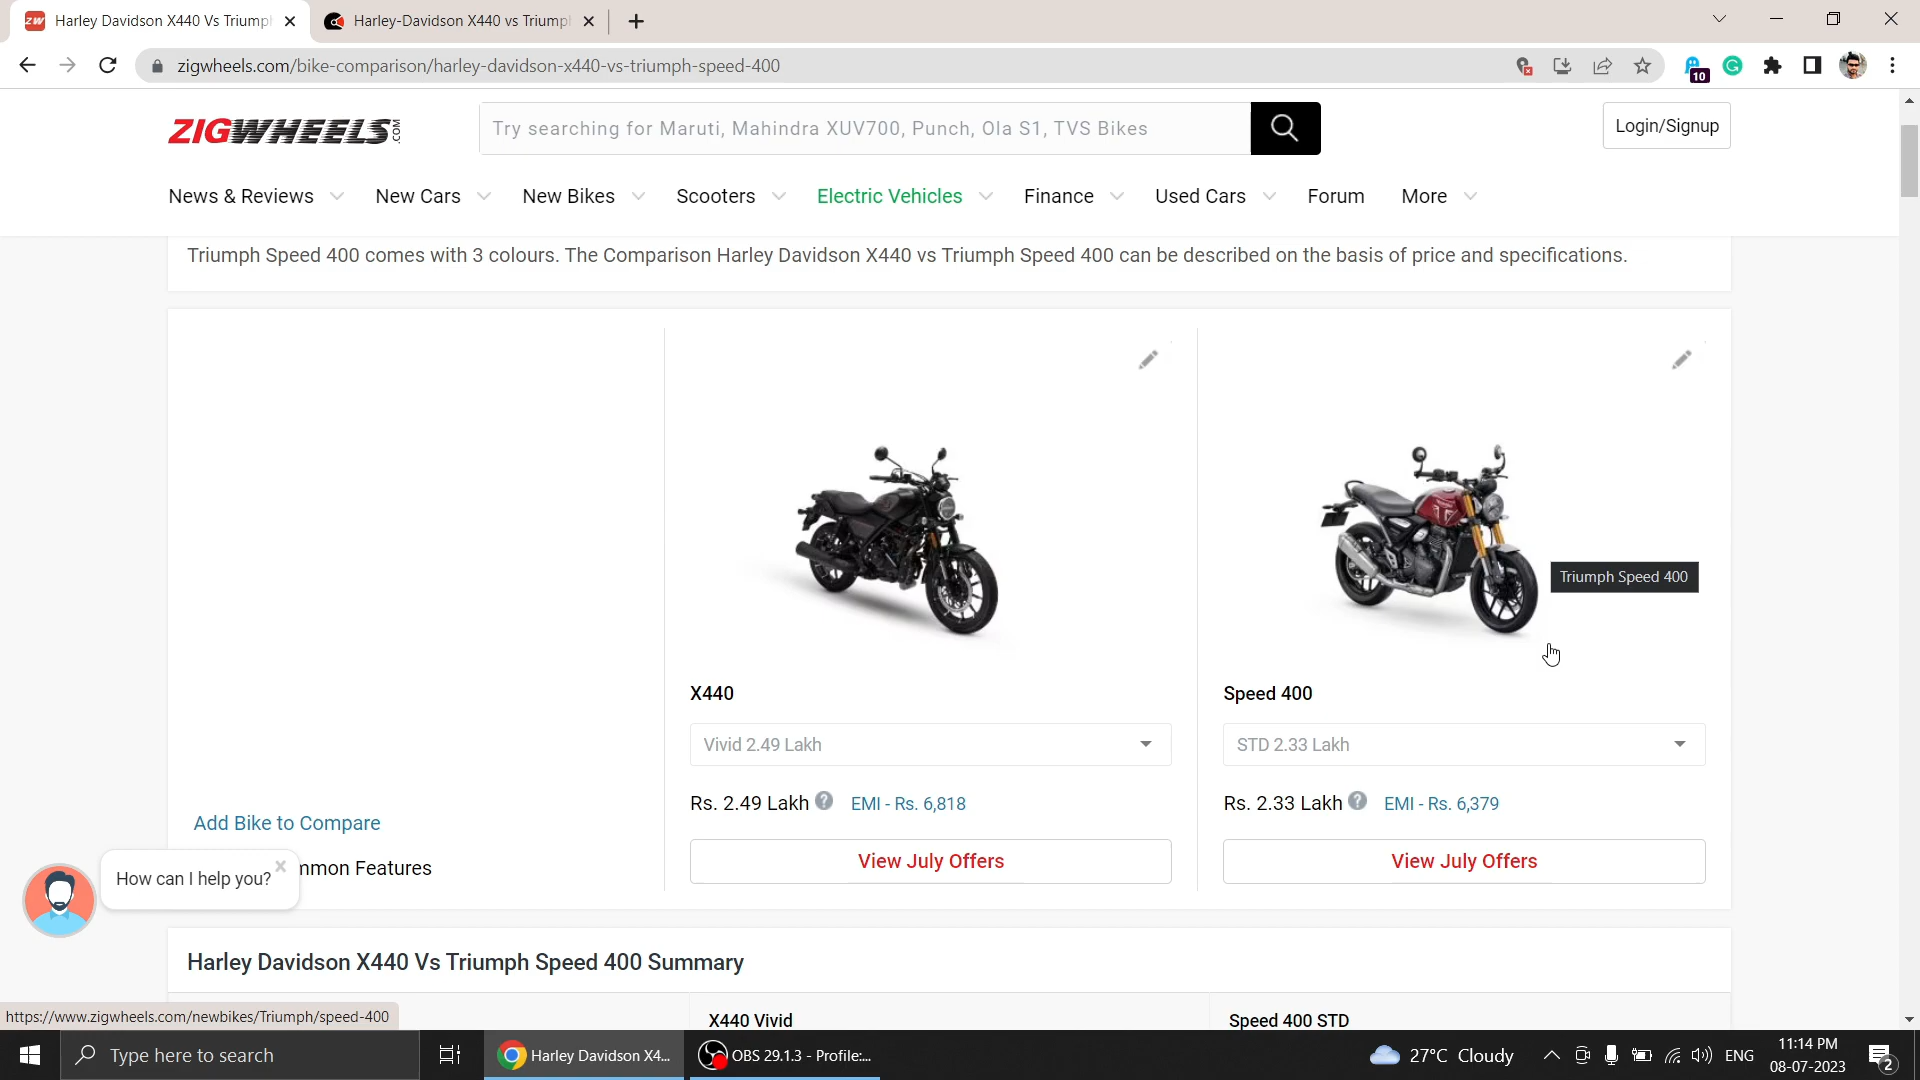 Harley Davidson X440 Vs Triump
Harley-Davidson X440 vs Triump
zigwheels.com/bike-comparison/harley-davidson-x440-vs-triumph-speed-400
10
ZIGWHEELS.COM
Try searching for Maruti, Mahindra XUV700, Punch, Ola S1, TVS Bikes
Login/Signup
News & Reviews New Cars New Bikes Scooters Electric Vehicles Finance Used Cars Forum More
Triumph Speed 400 comes with 3 colours. The Comparison Harley Davidson X440 vs Triumph Speed 400 can be described on the basis of price and specifications.
Triumph Speed 400
X440
Speed 400
Vivid 2.49 Lakh
STD 2.33 Lakh
Rs. 2.49 Lakh ? EMI - Rs. 6,818
Rs. 2.33 Lakh ? EMI - Rs. 6,379
Add Bike to Compare
View July Offers
View July Offers
mmon Features
How can I help you?
Harley Davidson X440 Vs Triumph Speed 400 Summary
X440 Vivid
Speed 400 STD
https://www.zigwheels.com/newbikes/Triumph/speed-400
Type here to search
Harley Davidson X4...
OBS 29.1.3 - Profile:...
27°C Cloudy
ENG
11:14 PM
08-07-2023
2